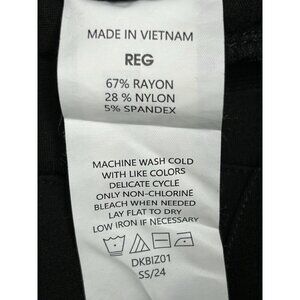 MADE IN VIETNAM
REG
67% RAYON
28 % NYLON
5% SPANDEX
MACHINE WASH COLD
WITH LIKE COLORS
DELICATE CYCLE
ONLY NON-CHLORINE
BLEACH WHEN NEEDED
LAY FLAT TO DRY
LOW IRON IF NECESSARY
DKBIZ01
SS/24